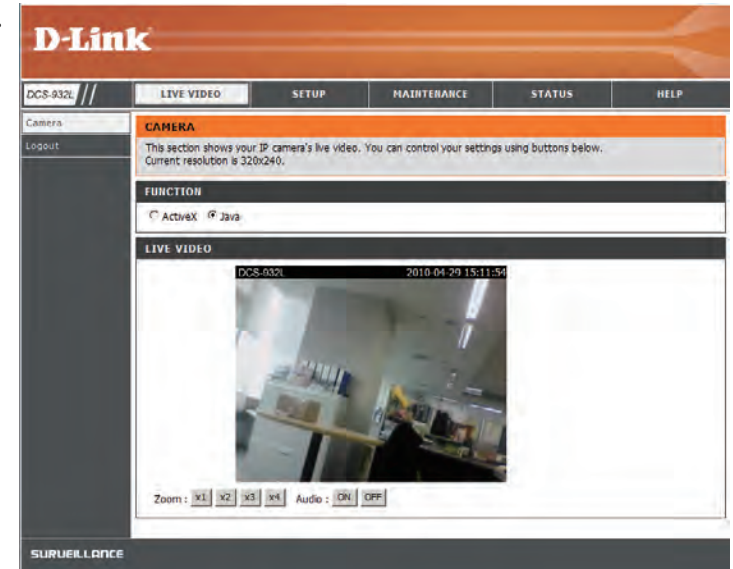 D-Link
DCS-932L
LIVE VIDEO
SETUP
MAINTENANCE
STATUS
HELP
Camera
Logout
CAMERA
This section shows your IP camera's live video. You can control your settings using buttons below.
Current resolution is 320x240.
FUNCTION
ActiveX Java
LIVE VIDEO
DCS-932L 2010-04-29 15:11:54
Zoom : x1 x2 x3 x4 Audio : ON OFF
SURVEILLANCE